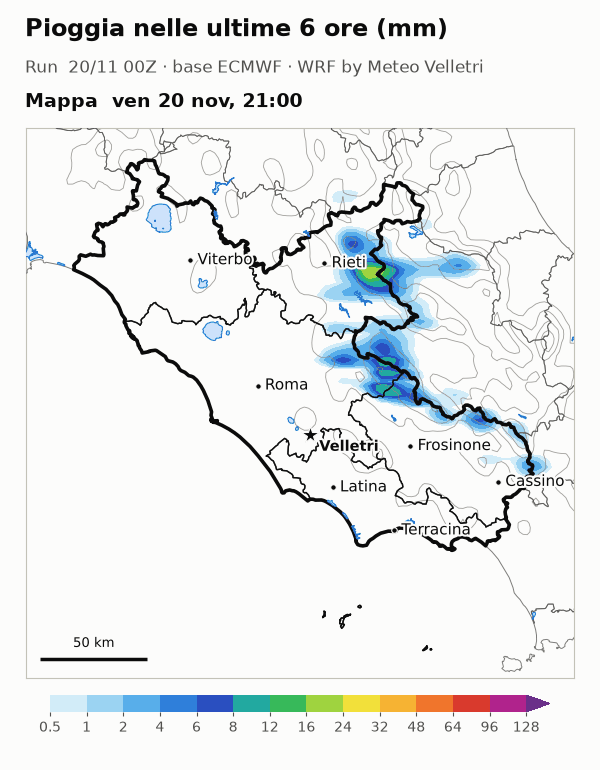 Pioggia nelle ultime 6 ore (mm)
Run  20/11 00Z · base ECMWF · WRF by Meteo Velletri
Mappa  ven 20 nov, 21:00
Viterbo
Rieti
Roma
Velletri
Frosinone
Latina
Cassino
Terracina
50 km
0.5 1 2 4 6 8 12 16 24 32 48 64 96 128